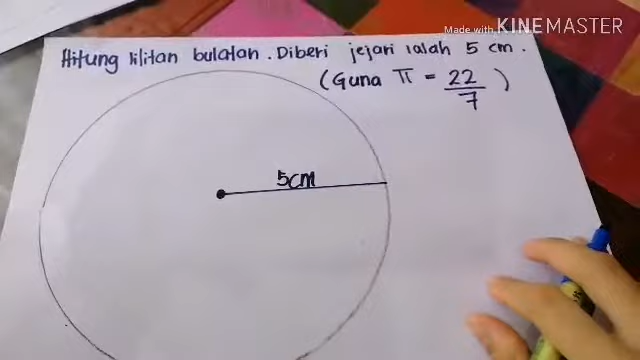 Made with KINEMASTER
Hitung lilitan bulatan. Diberi jejari ialah 5 cm.
(Guna π = 22/7)
5cm